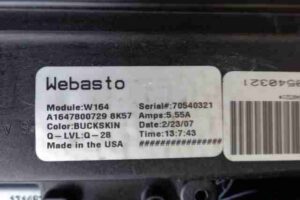 Webasto
Module:W164 Serial#:70540321
A1647800729 8K57 Amps:5.55A
Color:BUCKSKIN Date:2/23/07
Q-LVL:Q-28 Time:13:7:43
Made in the USA
0540321